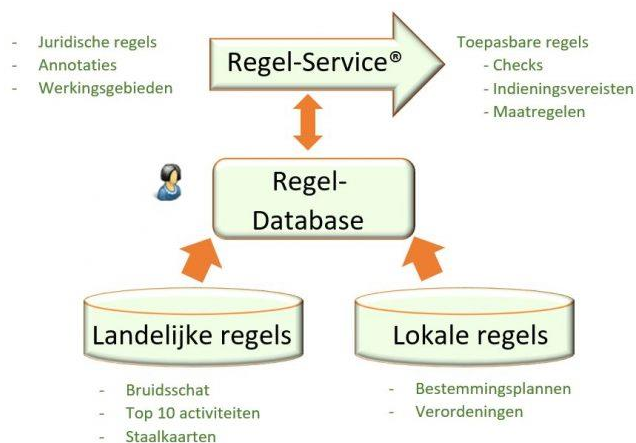 - Juridische regels
- Annotaties
- Werkingsgebieden
Regel-Service®
Toepasbare regels
- Checks
- Indieningsvereisten
- Maatregelen
Regel-
Database
Landelijke regels
Lokale regels
- Bruidsschat
- Top 10 activiteiten
- Staalkaarten
- Bestemmingsplannen
- Verordeningen